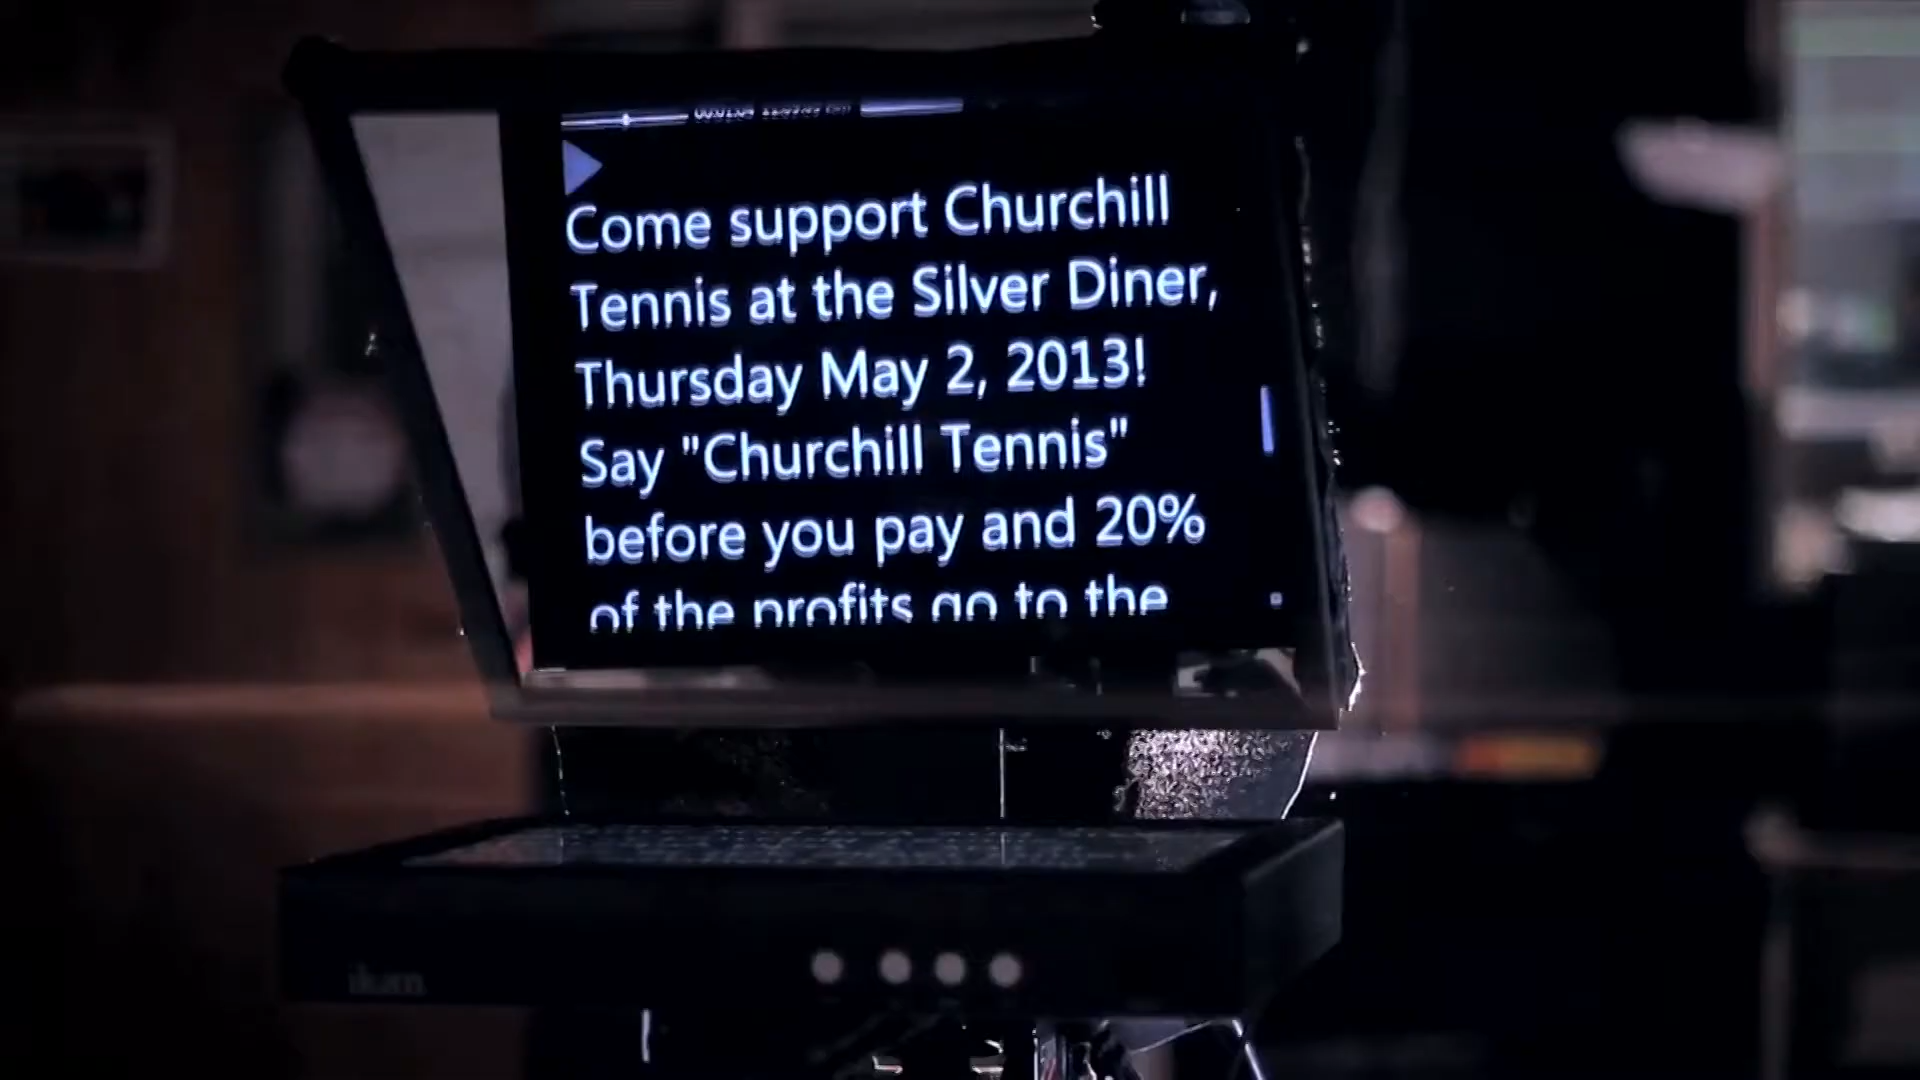 Come support Churchill
Tennis at the Silver Diner,
Thursday May 2, 2013!
Say "Churchill Tennis"
before you pay and 20%
of the profits go to the
ikan